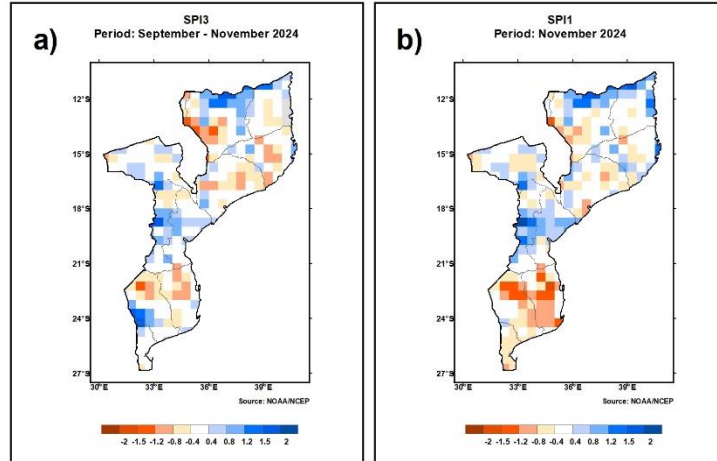 a)
SPI3
Period: September - November 2024
12°S
15°S
18°S
21°S
24°S
27°S
30°E
33°E
36°E
39°E
Source: NOAA/NCEP
-2 -1.5 -1.2 -0.8 -0.4 0.4 0.8 1.2 1.5 2
b)
SPI1
Period: November 2024
12°S
15°S
18°S
21°S
24°S
27°S
30°E
33°E
36°E
39°E
Source: NOAA/NCEP
-2 -1.5 -1.2 -0.8 -0.4 0.4 0.8 1.2 1.5 2